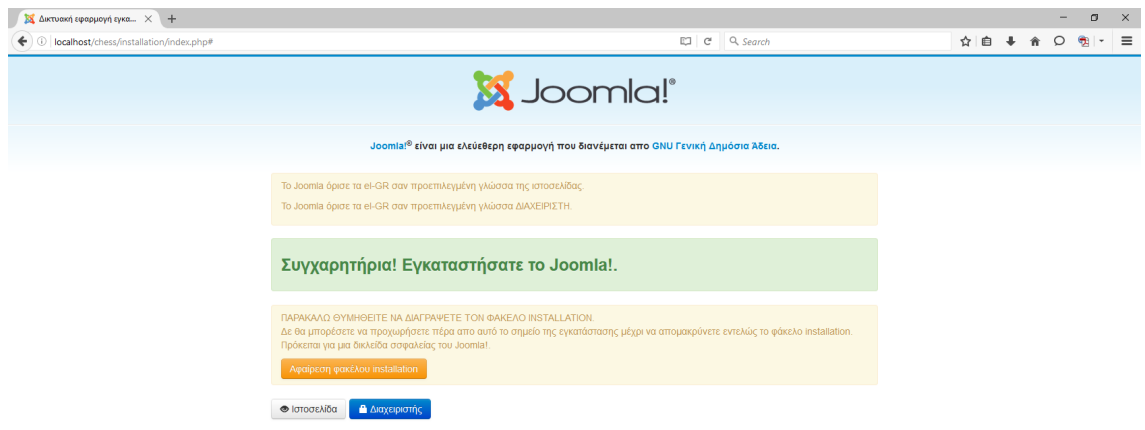 Δικτυακή εφαρμογή εγκα...
localhost/chess/installation/index.php#
Search
Joomla!®
Joomla!® είναι μια ελεύεθερη εφαρμογή που διανέμεται απο GNU Γενική Δημόσια Άδεια.
Το Joomla όρισε τα el-GR σαν προεπιλεγμένη γλώσσα της ιστοσελίδας.
Το Joomla όρισε τα el-GR σαν προεπιλεγμένη γλώσσα ΔΙΑΧΕΙΡΙΣΤΗ.
Συγχαρητήρια! Εγκαταστήσατε το Joomla!.
ΠΑΡΑΚΑΛΩ ΘΥΜΗΘΕΙΤΕ ΝΑ ΔΙΑΓΡΑΨΕΤΕ ΤΟΝ ΦΑΚΕΛΟ INSTALLATION.
Δε θα μπορέσετε να προχωρήσετε πέρα απο αυτό το σημείο της εγκατάστασης μέχρι να απομακρύνετε εντελώς το φάκελο installation.
Πρόκειται για μια δικλείδα ασφαλείας του Joomla!.
Αφαίρεση φακέλου installation
Ιστοσελίδα
Διαχειριστής